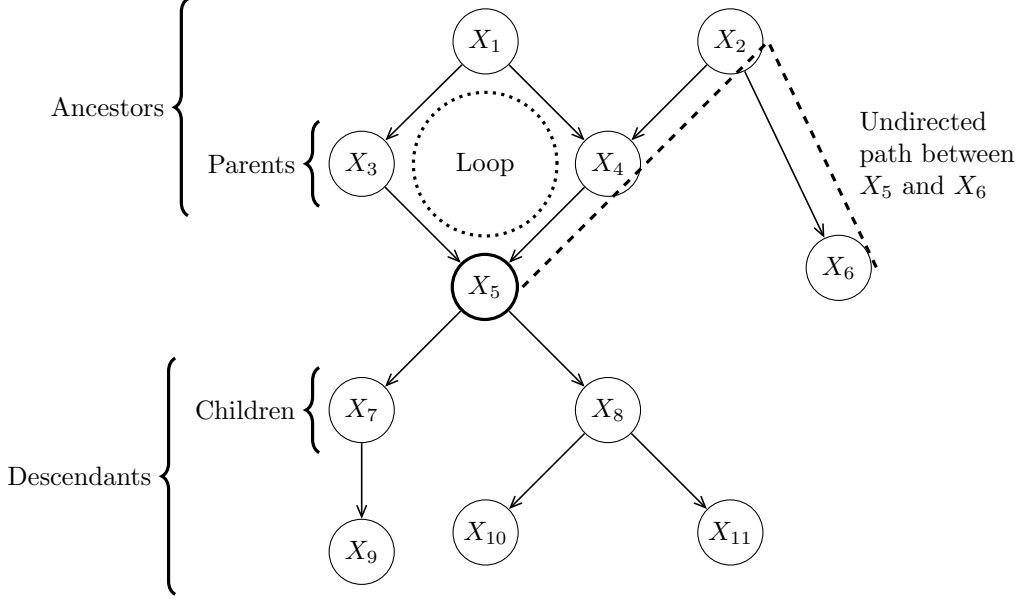 X1
X2
Ancestors
Undirected
path between
X5 and X6
Parents
X3
Loop
X4
X6
X5
Children
X7
X8
Descendants
X9
X10
X11